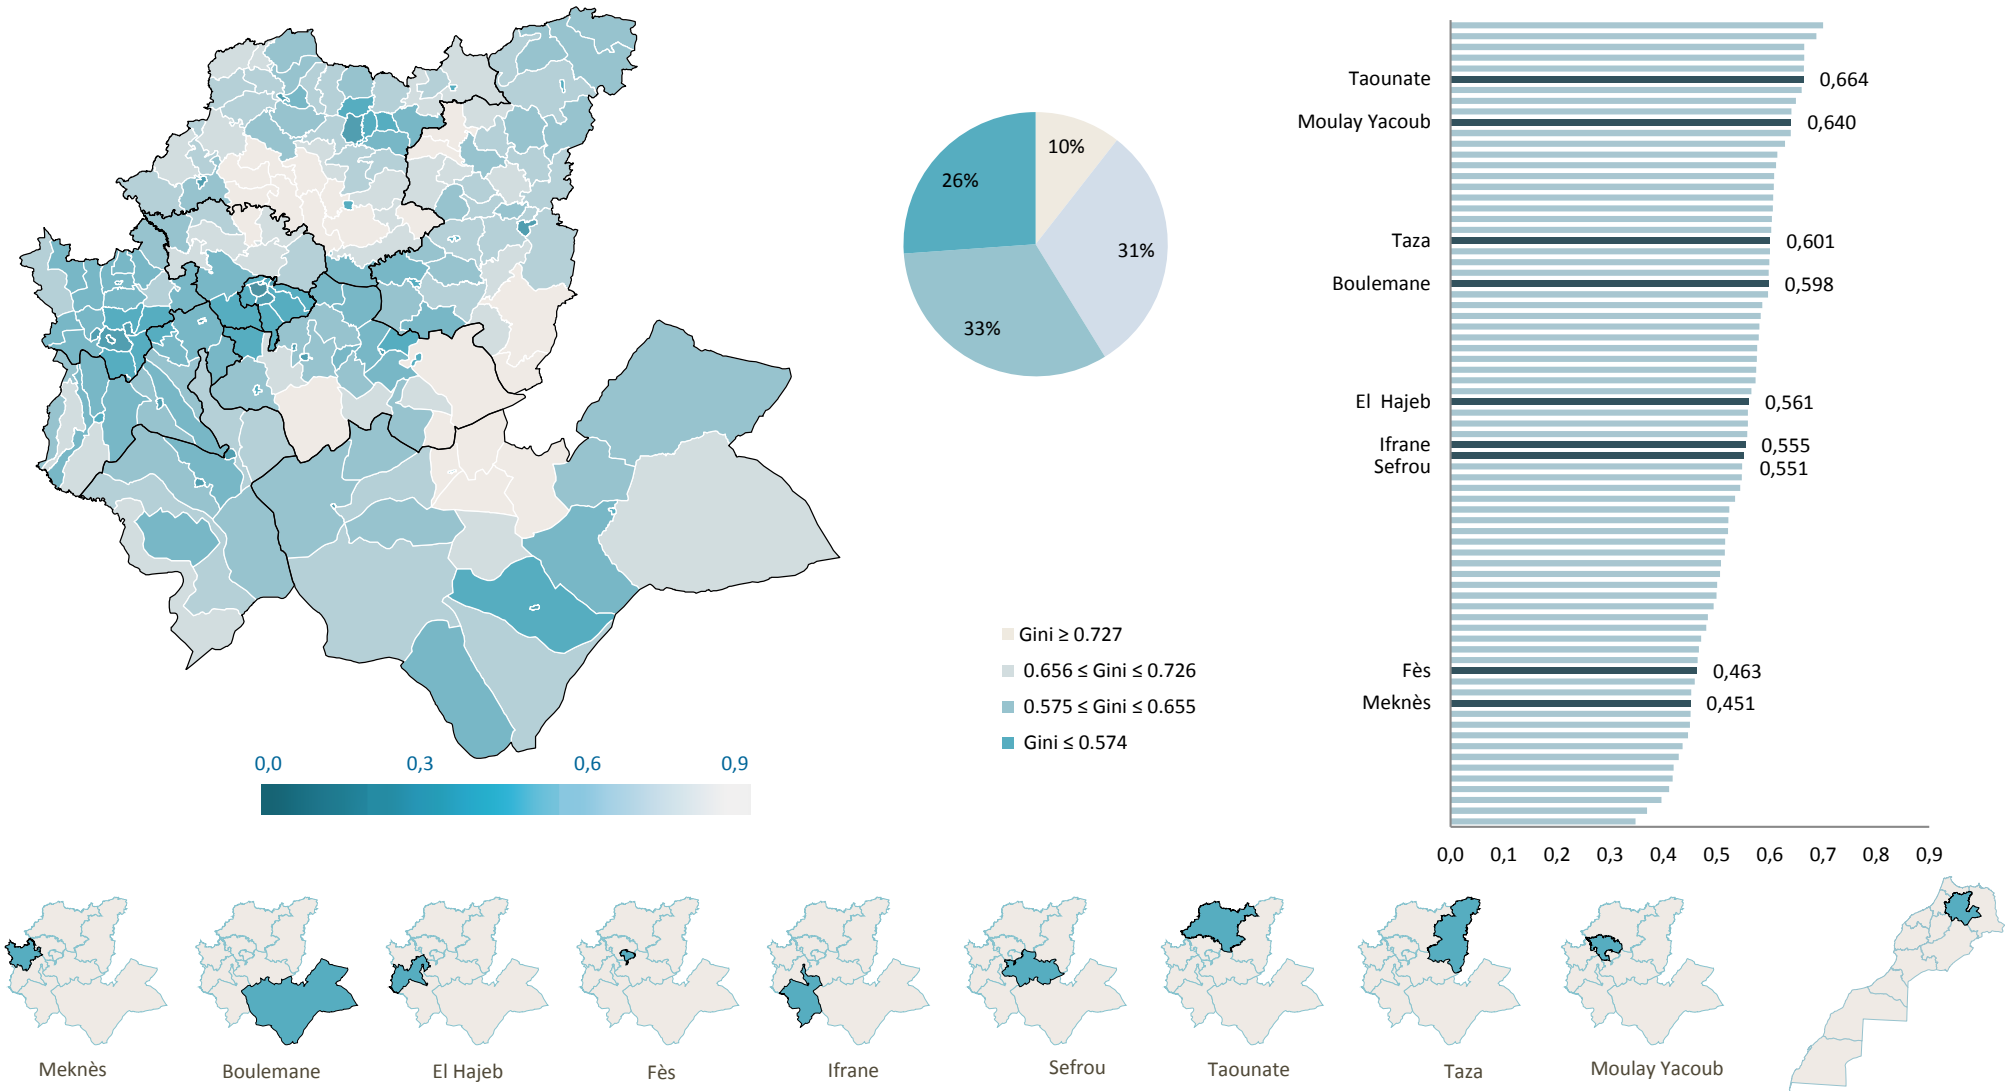 Taounate 0,664
Moulay Yacoub 0,640
Taza 0,601
Boulemane 0,598
El Hajeb 0,561
Ifrane 0,555
Sefrou 0,551
Fès 0,463
Meknès 0,451
0,0 0,1 0,2 0,3 0,4 0,5 0,6 0,7 0,8 0,9
10%
26%
31%
33%
Gini ≥ 0.727
0.656 ≤ Gini ≤ 0.726
0.575 ≤ Gini ≤ 0.655
Gini ≤ 0.574
0,0 0,3 0,6 0,9
Meknès Boulemane El Hajeb Fès Ifrane Sefrou Taounate Taza Moulay Yacoub